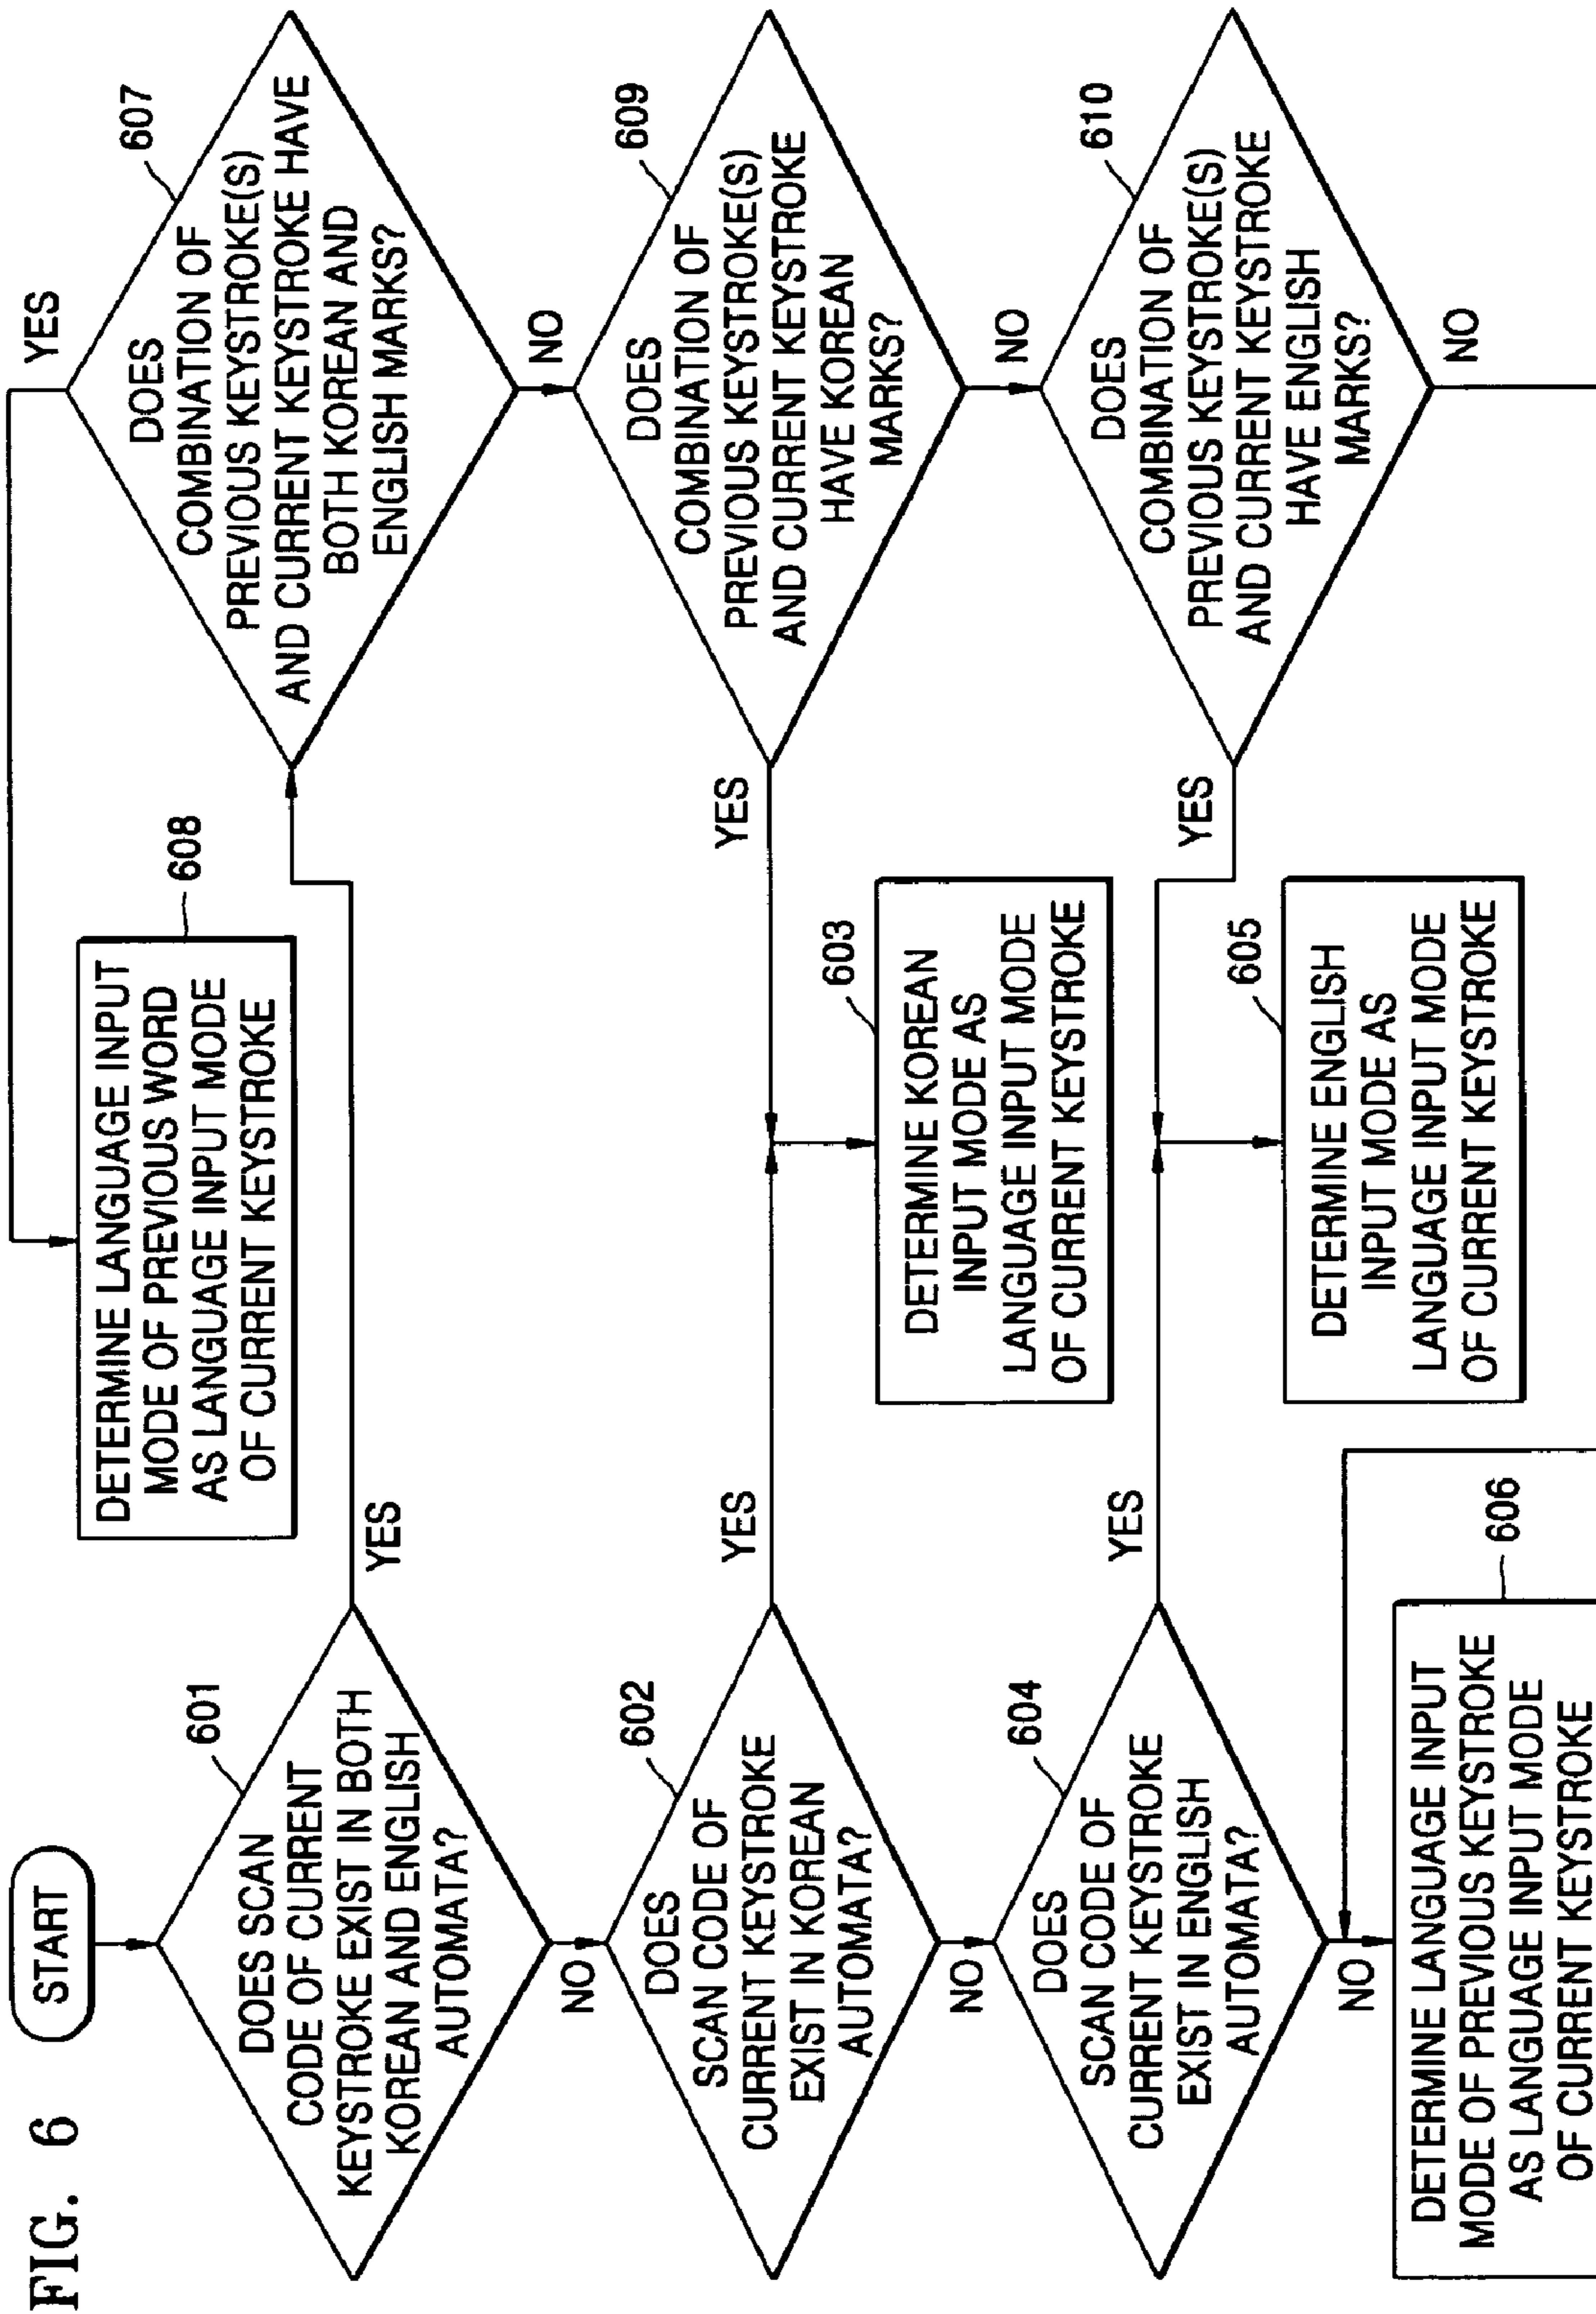 FIG. 6
START
601
DOES SCAN
CODE OF CURRENT
KEYSTROKE EXIST IN BOTH
KOREAN AND ENGLISH
AUTOMATA?
YES
NO
607
DOES
COMBINATION OF
PREVIOUS KEYSTROKE(S)
AND CURRENT KEYSTROKE HAVE
BOTH KOREAN AND
ENGLISH MARKS?
YES
NO
608
DETERMINE LANGUAGE INPUT
MODE OF PREVIOUS WORD
AS LANGUAGE INPUT MODE
OF CURRENT KEYSTROKE
602
DOES
SCAN CODE OF
CURRENT KEYSTROKE
EXIST IN KOREAN
AUTOMATA?
YES
NO
609
DOES
COMBINATION OF
PREVIOUS KEYSTROKE(S)
AND CURRENT KEYSTROKE
HAVE KOREAN
MARKS?
YES
NO
603
DETERMINE KOREAN
INPUT MODE AS
LANGUAGE INPUT MODE
OF CURRENT KEYSTROKE
604
DOES
SCAN CODE OF
CURRENT KEYSTROKE
EXIST IN ENGLISH
AUTOMATA?
YES
NO
610
DOES
COMBINATION OF
PREVIOUS KEYSTROKE(S)
AND CURRENT KEYSTROKE
HAVE ENGLISH
MARKS?
YES
NO
605
DETERMINE ENGLISH
INPUT MODE AS
LANGUAGE INPUT MODE
OF CURRENT KEYSTROKE
606
DETERMINE LANGUAGE INPUT
MODE OF PREVIOUS KEYSTROKE
AS LANGUAGE INPUT MODE
OF CURRENT KEYSTROKE